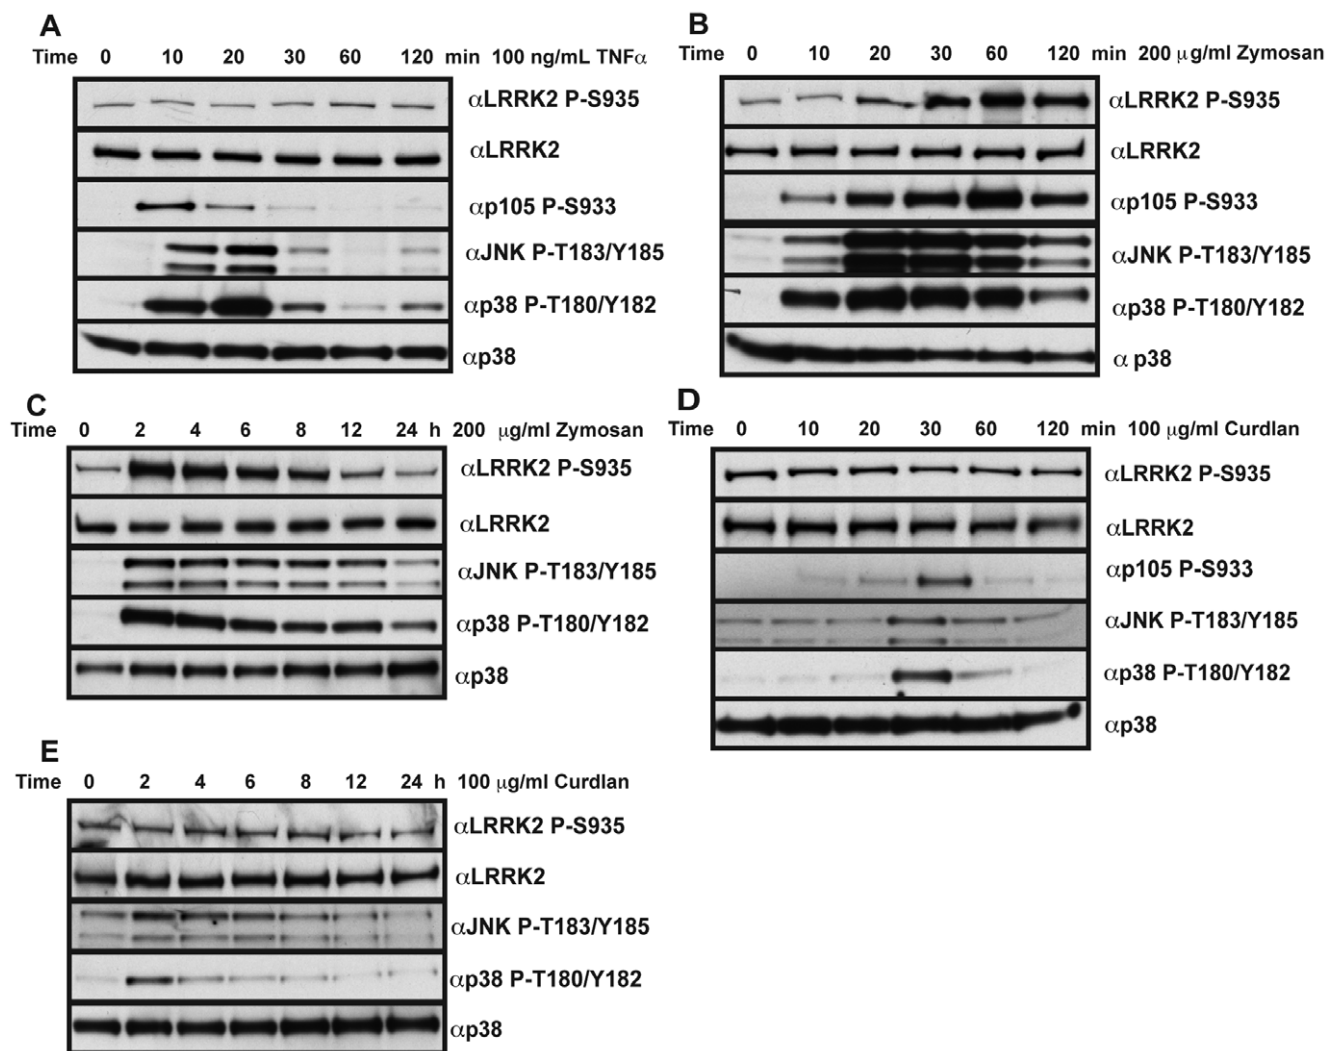 A
Time 0 10 20 30 60 120 min 100 ng/mL TNFα
αLRRK2 P-S935
αLRRK2
αp105 P-S933
αJNK P-T183/Y185
αp38 P-T180/Y182
αp38
B
Time 0 10 20 30 60 120 min 200 μg/ml Zymosan
αLRRK2 P-S935
αLRRK2
αp105 P-S933
αJNK P-T183/Y185
αp38 P-T180/Y182
α p38
C
Time 0 2 4 6 8 12 24 h 200 μg/ml Zymosan
αLRRK2 P-S935
αLRRK2
αJNK P-T183/Y185
αp38 P-T180/Y182
αp38
D
Time 0 10 20 30 60 120 min 100 μg/ml Curdlan
αLRRK2 P-S935
αLRRK2
αp105 P-S933
αJNK P-T183/Y185
αp38 P-T180/Y182
αp38
E
Time 0 2 4 6 8 12 24 h 100 μg/ml Curdlan
αLRRK2 P-S935
αLRRK2
αJNK P-T183/Y185
αp38 P-T180/Y182
αp38